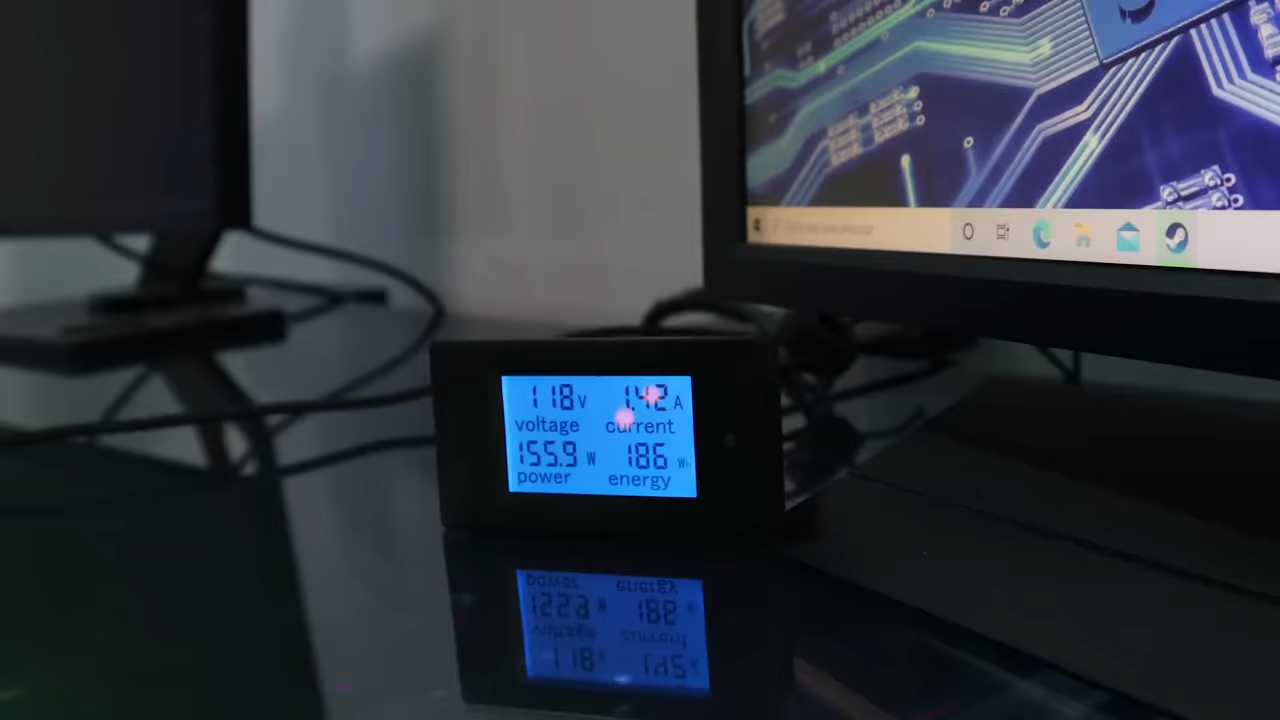 118 V 1.42 A
voltage current
155.9 W 186 Wh
power energy